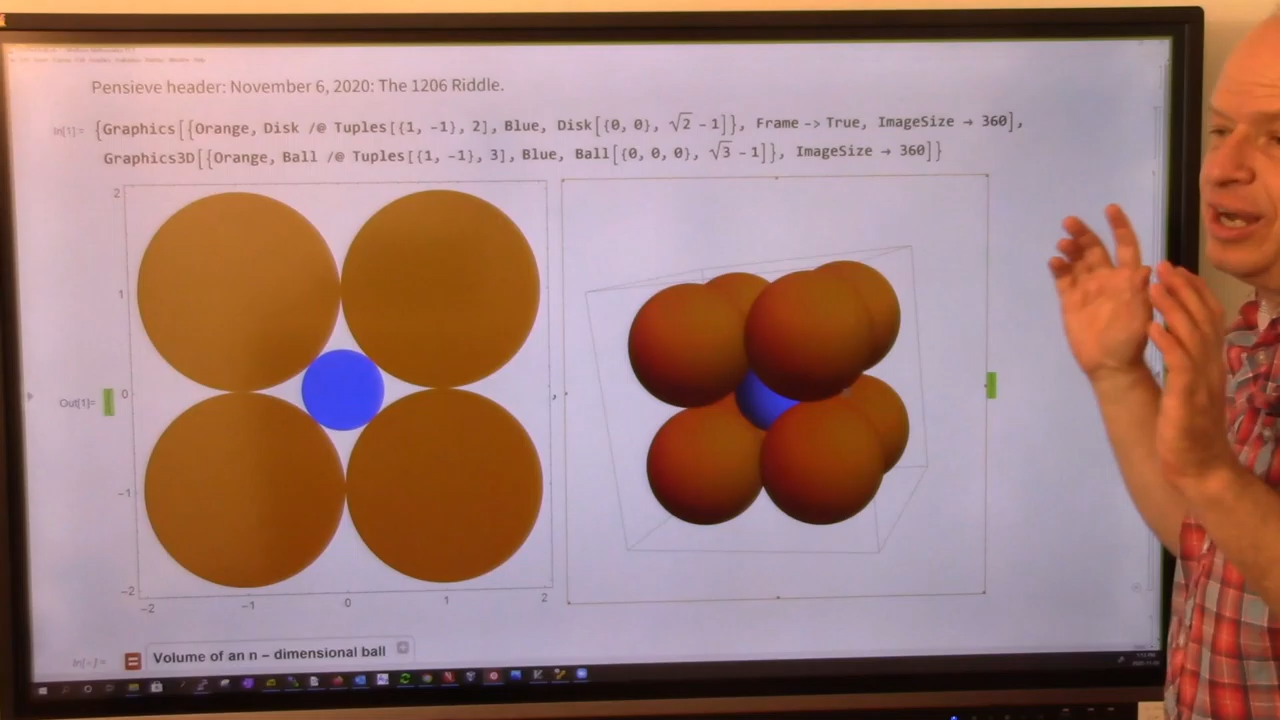 Pensieve header: November 6, 2020: The 1206 Riddle.
In[1]= {Graphics[{Orange, Disk /@ Tuples[{1, -1}, 2], Blue, Disk[{0, 0}, √2 - 1]}, Frame -> True, ImageSize → 360],
Graphics3D[{Orange, Ball /@ Tuples[{1, -1}, 3], Blue, Ball[{0, 0, 0}, √3 - 1]}, ImageSize → 360]}
2
1
Out[1]= 0 ,
-1
-2
-2 -1 0 1 2
In[◦]:= Volume of an n – dimensional ball